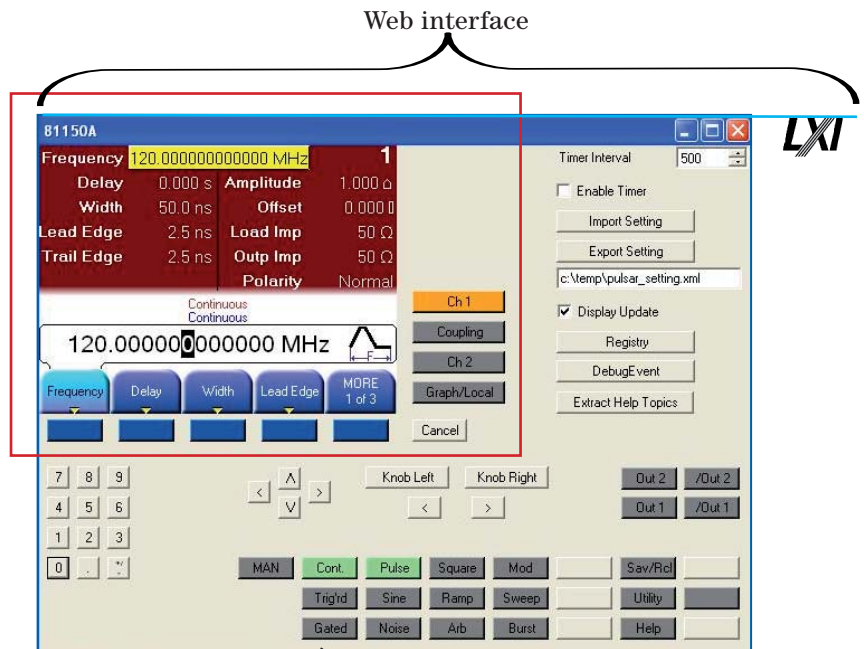 Web interface
LXI
81150A
Frequency 120.000000000000 MHz 1
Delay 0.000 s Amplitude 1.000
Width 50.0 ns Offset 0.000
Lead Edge 2.5 ns Load Imp 50 Ω
Trail Edge 2.5 ns Outp Imp 50 Ω
Polarity Normal
Continuous
Continuous
120.000000000000 MHz
F
Frequency Delay Width Lead Edge MORE 1 of 3
Ch 1
Coupling
Ch 2
Graph/Local
Cancel
Timer Interval 500
Enable Timer
Import Setting
Export Setting
c:\temp\pulsar_setting.xml
Display Update
Registry
DebugEvent
Extract Help Topics
7 8 9
4 5 6
1 2 3
0 .
< Λ V >
Knob Left Knob Right
< >
Out 2 /Out 2
Out 1 /Out 1
MAN Cont. Pulse Square Mod Sav/Rcl
Trig'rd Sine Ramp Sweep Utility
Gated Noise Arb Burst Help